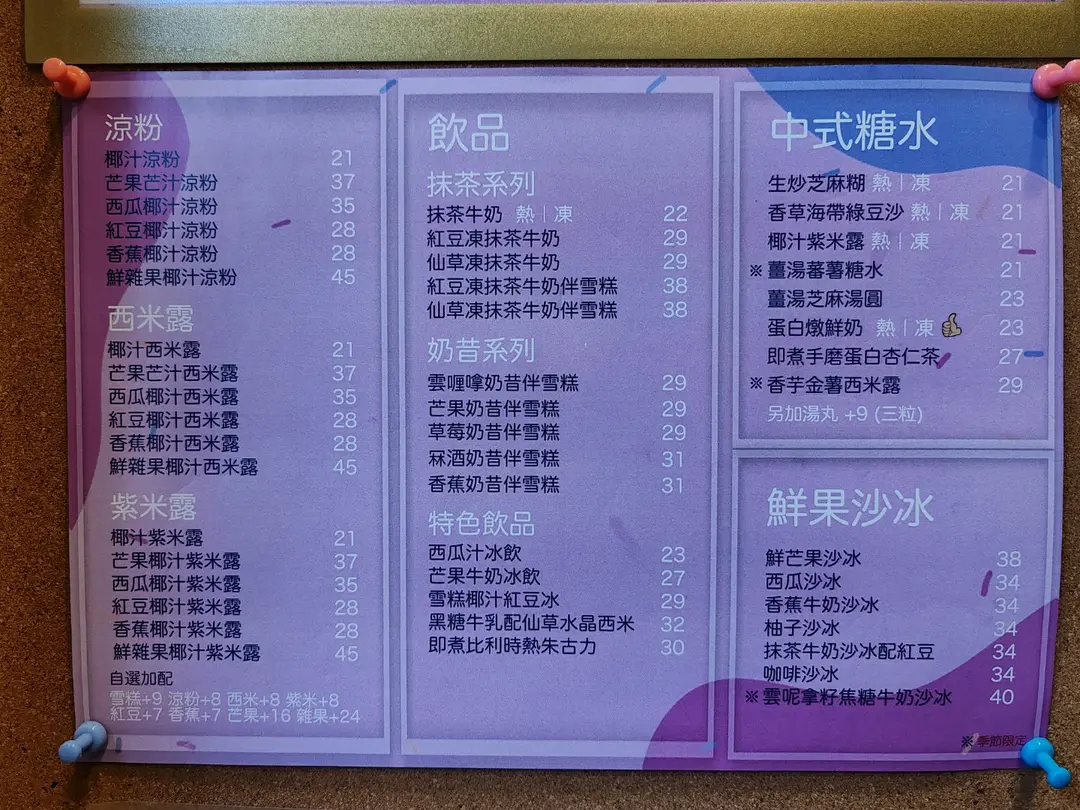 涼粉
椰汁涼粉 21
芒果芒汁涼粉 37
西瓜椰汁涼粉 35
紅豆椰汁涼粉 28
香蕉椰汁涼粉 28
鮮雜果椰汁涼粉 45
西米露
椰汁西米露 21
芒果芒汁西米露 37
西瓜椰汁西米露 35
紅豆椰汁西米露 28
香蕉椰汁西米露 28
鮮雜果椰汁西米露 45
紫米露
椰汁紫米露 21
芒果椰汁紫米露 37
西瓜椰汁紫米露 35
紅豆椰汁紫米露 28
香蕉椰汁紫米露 28
鮮雜果椰汁紫米露 45
自選加配
雪糕+9 涼粉+8 西米+8 紫米+8
紅豆+7 香蕉+7 芒果+16 雜果+24
飲品
抹茶系列
抹茶牛奶 熱|凍 22
紅豆凍抹茶牛奶 29
仙草凍抹茶牛奶 29
紅豆凍抹茶牛奶伴雪糕 38
仙草凍抹茶牛奶伴雪糕 38
奶昔系列
雲喱嗱奶昔伴雪糕 29
芒果奶昔伴雪糕 29
草莓奶昔伴雪糕 29
冧酒奶昔伴雪糕 31
香蕉奶昔伴雪糕 31
特色飲品
西瓜汁冰飲 23
芒果牛奶冰飲 27
雪糕椰汁紅豆冰 29
黑糖牛乳配仙草水晶西米 32
即煮比利時熱朱古力 30
中式糖水
生炒芝麻糊 熱|凍 21
香草海帶綠豆沙 熱|凍 21
椰汁紫米露 熱|凍 21
※ 薑湯蕃薯糖水 21
薑湯芝麻湯圓 23
蛋白燉鮮奶 熱|凍 23
即煮手磨蛋白杏仁茶 27
※ 香芋金薯西米露 29
另加湯丸 +9 (三粒)
鮮果沙冰
鮮芒果沙冰 38
西瓜沙冰 34
香蕉牛奶沙冰 34
柚子沙冰 34
抹茶牛奶沙冰配紅豆 34
咖啡沙冰 34
※ 雲呢拿籽焦糖牛奶沙冰 40
※ 季節限定